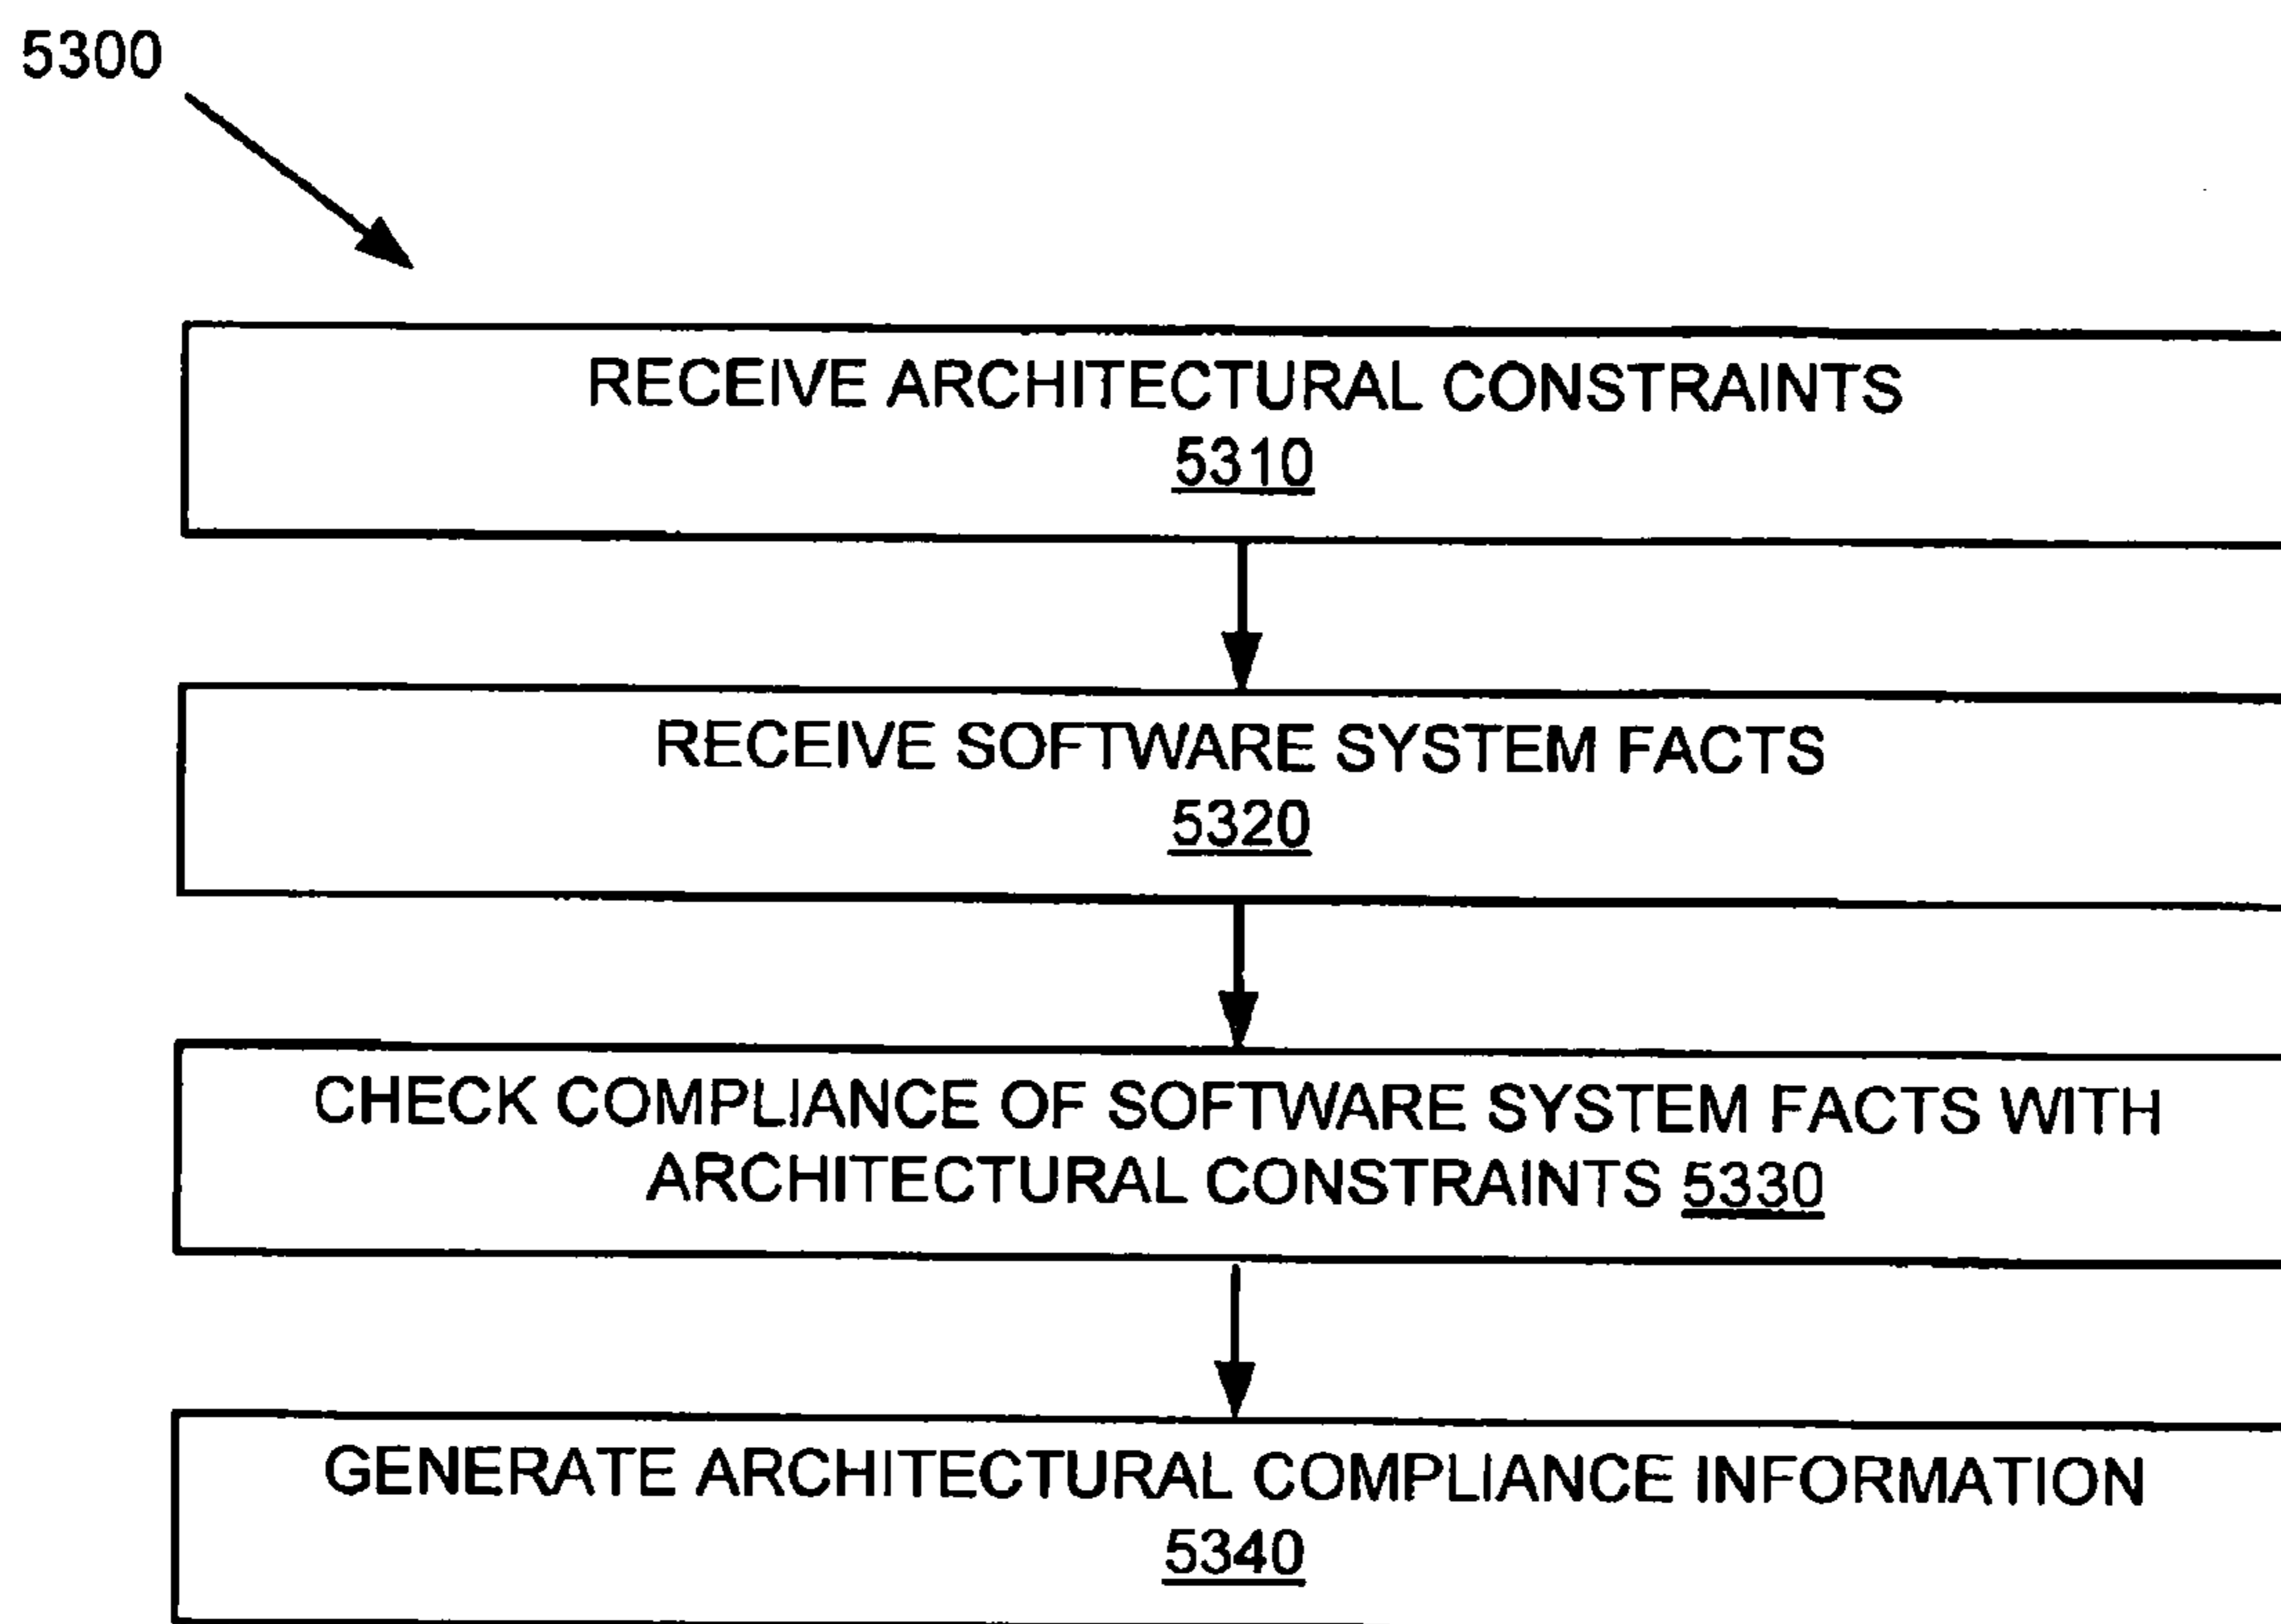 5300
RECEIVE ARCHITECTURAL CONSTRAINTS
5310
RECEIVE SOFTWARE SYSTEM FACTS
5320
CHECK COMPLIANCE OF SOFTWARE SYSTEM FACTS WITH
ARCHITECTURAL CONSTRAINTS 5330
GENERATE ARCHITECTURAL COMPLIANCE INFORMATION
5340